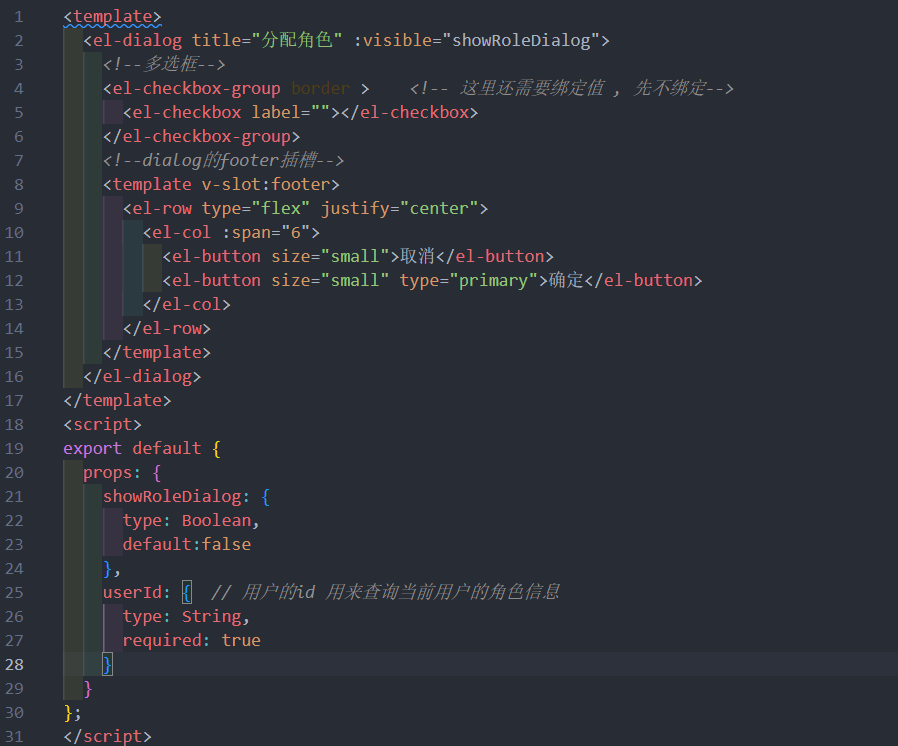 1 <template>
2 <el-dialog title="分配角色" :visible="showRoleDialog">
3 <!--多选框-->
4 <el-checkbox-group border > <!-- 这里还需要绑定值 , 先不绑定-->
5 <el-checkbox label=""></el-checkbox>
6 </el-checkbox-group>
7 <!--dialog的footer插槽-->
8 <template v-slot:footer>
9 <el-row type="flex" justify="center">
10 <el-col :span="6">
11 <el-button size="small">取消</el-button>
12 <el-button size="small" type="primary">确定</el-button>
13 </el-col>
14 </el-row>
15 </template>
16 </el-dialog>
17 </template>
18 <script>
19 export default {
20 props: {
21 showRoleDialog: {
22 type: Boolean,
23 default:false
24 },
25 userId: { // 用户的id 用来查询当前用户的角色信息
26 type: String,
27 required: true
28 }
29 }
30 };
31 </script>